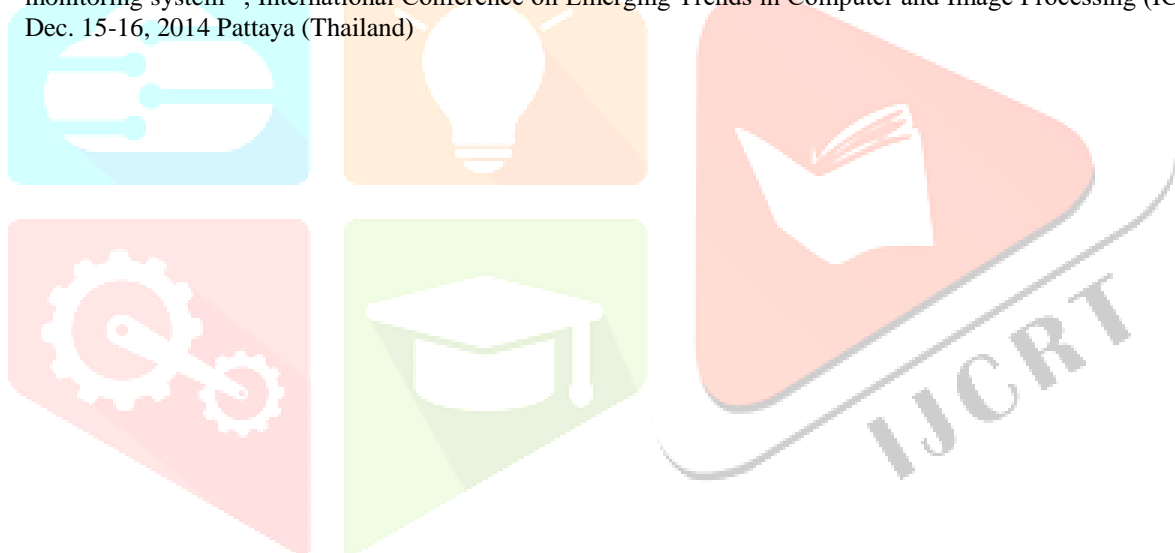 monitoring system", International Conference on Emerging Trends in Computer and Image Processing (IC
Dec. 15-16, 2014 Pattaya (Thailand)
IJCRT